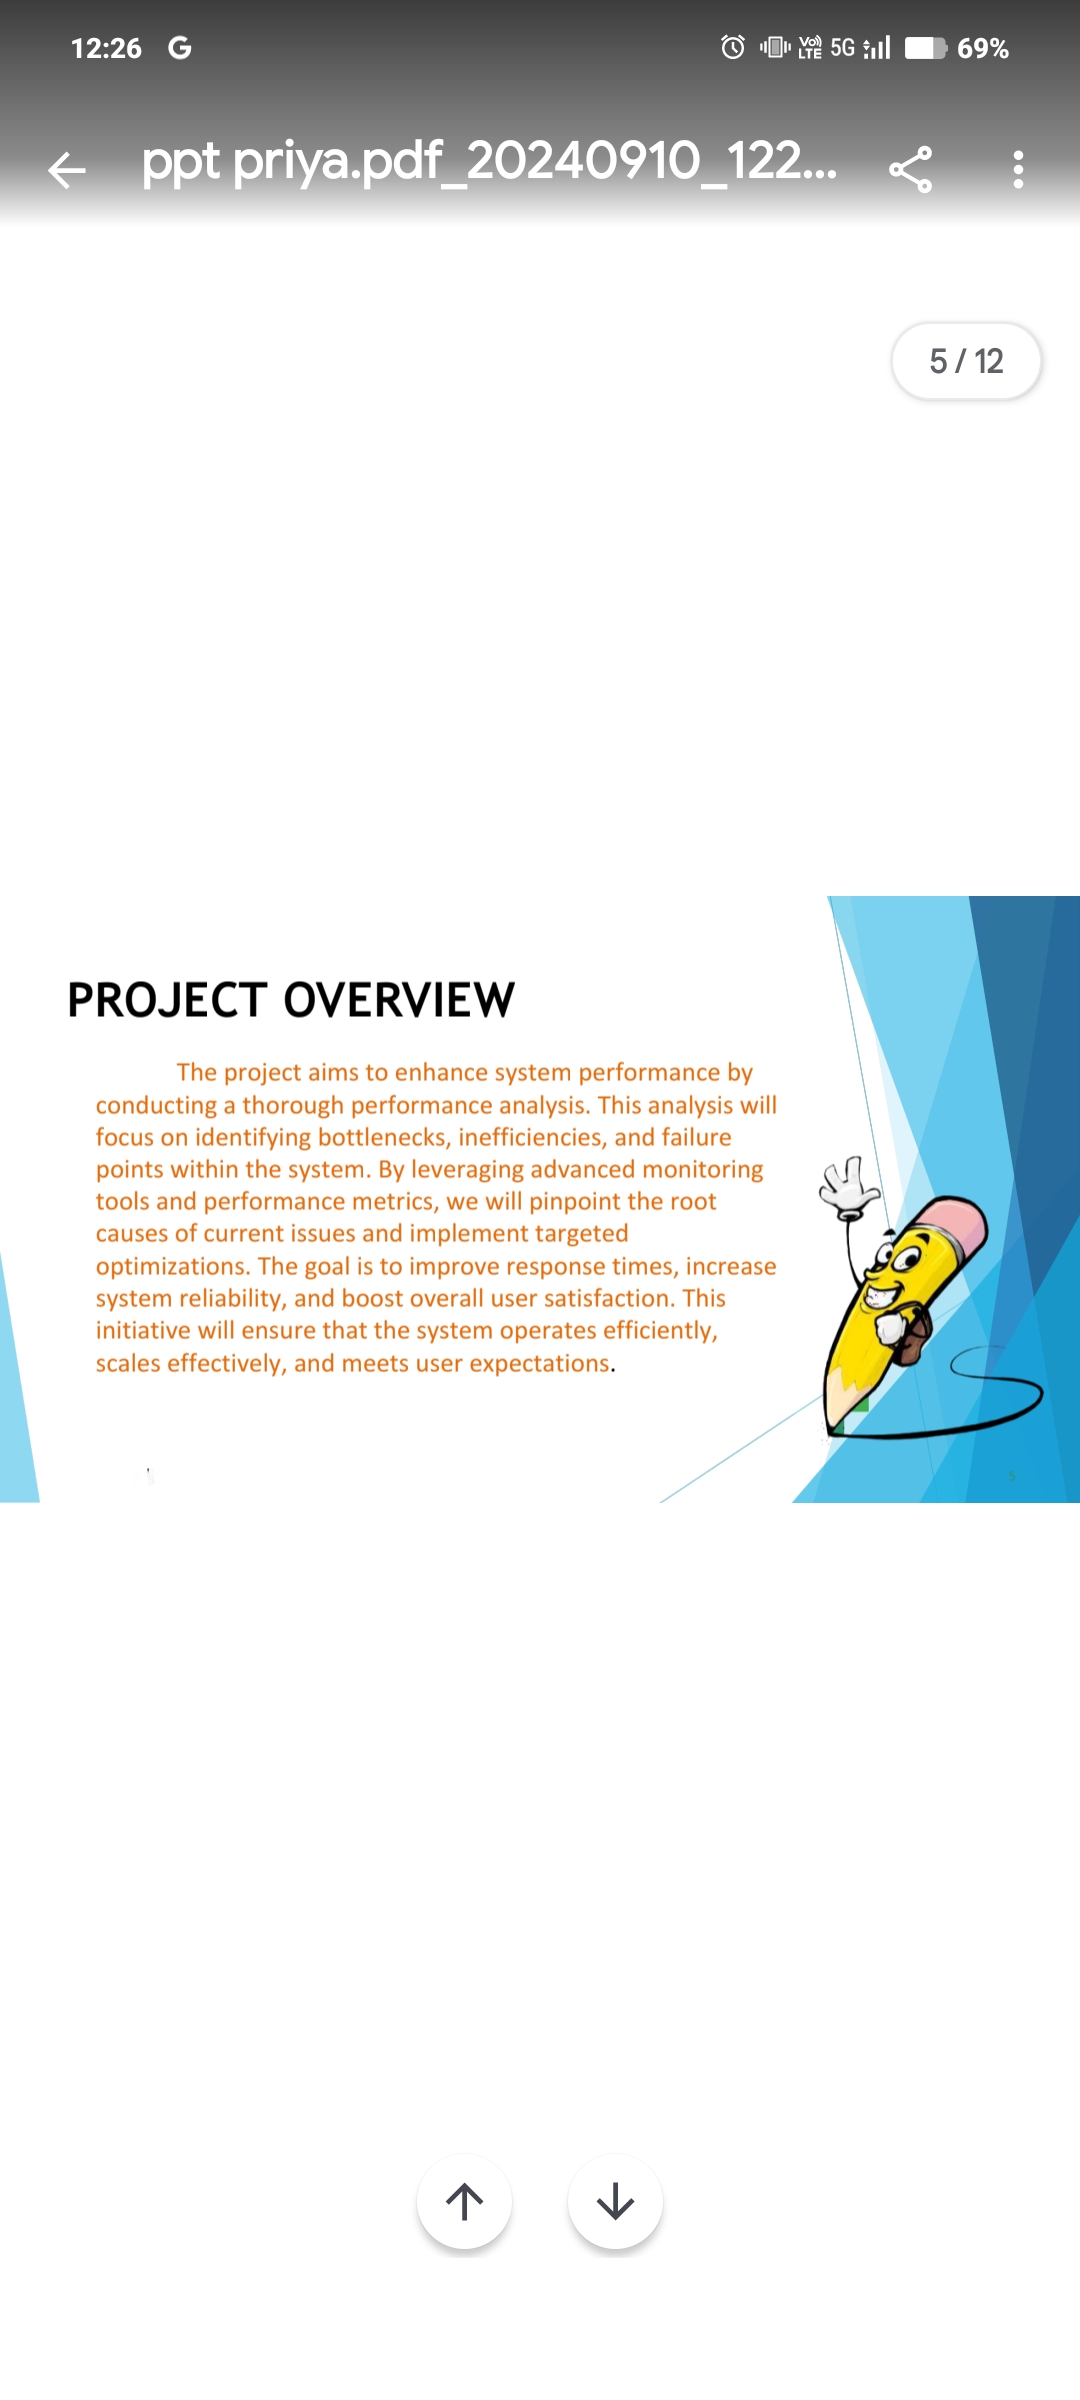 12:26 G VoLTE 5G 69%
ppt priya.pdf_20240910_122...
5 / 12
PROJECT OVERVIEW
The project aims to enhance system performance by
conducting a thorough performance analysis. This analysis will
focus on identifying bottlenecks, inefficiencies, and failure
points within the system. By leveraging advanced monitoring
tools and performance metrics, we will pinpoint the root
causes of current issues and implement targeted
optimizations. The goal is to improve response times, increase
system reliability, and boost overall user satisfaction. This
initiative will ensure that the system operates efficiently,
scales effectively, and meets user expectations.
5